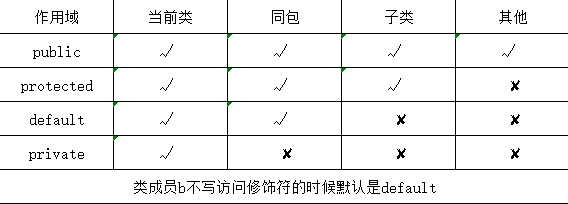 作用域 当前类 同包 子类 其他
public √ √ √ √
protected √ √ √ ✘
default √ √ ✘ ✘
private √ ✘ ✘ ✘
类成员b不写访问修饰符的时候默认是default